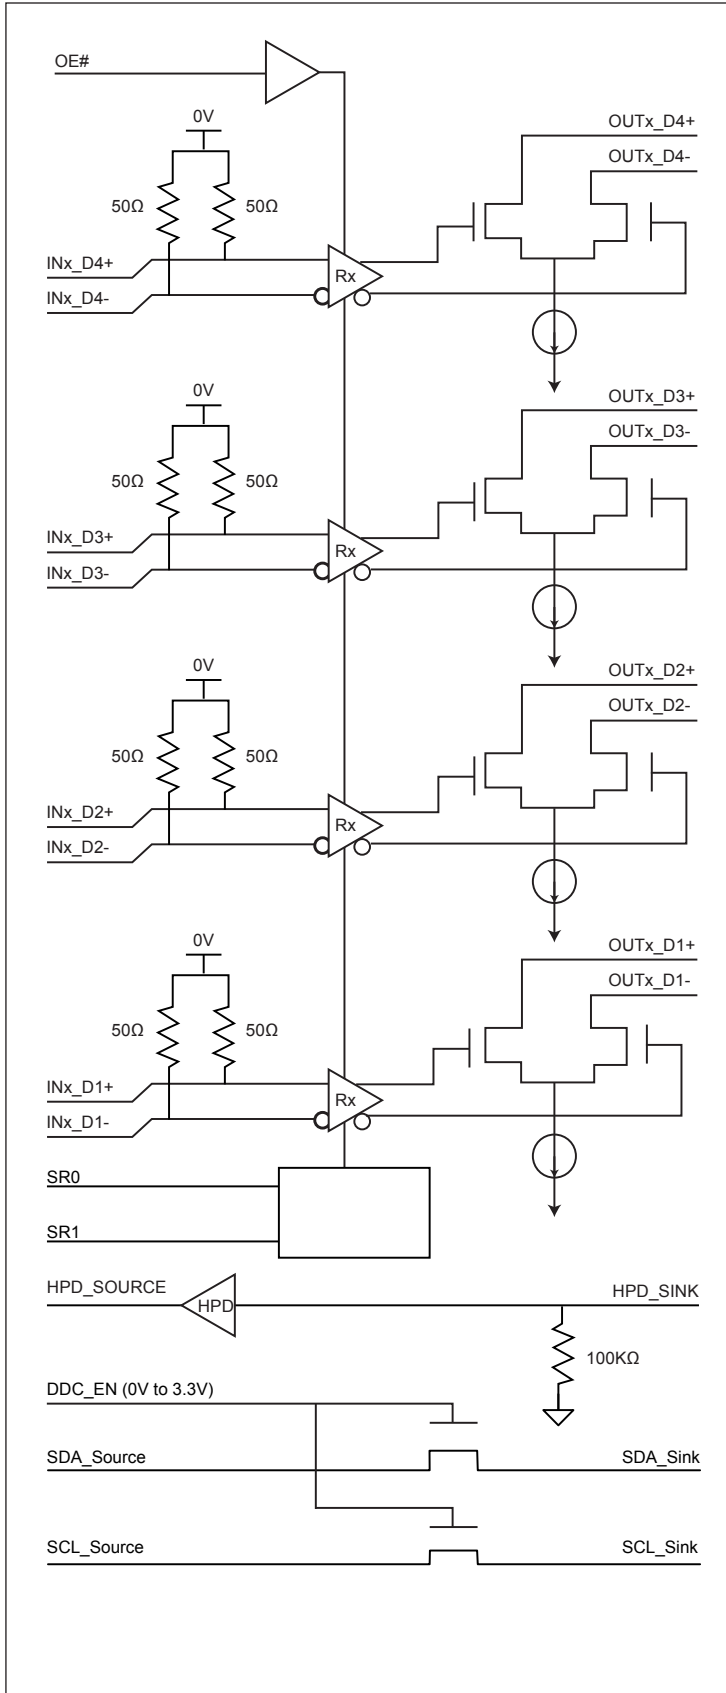 OE#
0V
OUTx_D4+
OUTx_D4-
50Ω 50Ω
INx_D4+
Rx
INx_D4-
0V
OUTx_D3+
OUTx_D3-
50Ω 50Ω
INx_D3+
Rx
INx_D3-
0V
OUTx_D2+
OUTx_D2-
50Ω 50Ω
INx_D2+
Rx
INx_D2-
0V
OUTx_D1+
OUTx_D1-
50Ω 50Ω
INx_D1+
Rx
INx_D1-
SR0
SR1
HPD_SOURCE HPD HPD_SINK
100KΩ
DDC_EN (0V to 3.3V)
SDA_Source SDA_Sink
SCL_Source SCL_Sink